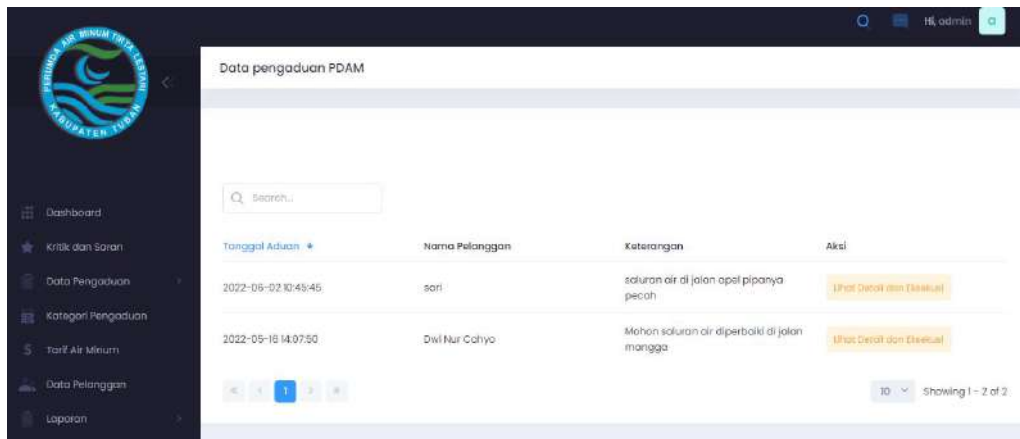 Hi, admin a
PERUMDA AIR MINUM TIRTA LESTARI
KABUPATEN TUBAN
Data pengaduan PDAM
Dashboard
Kritik dan Saran
Data Pengaduan
Kategori Pengaduan
Tarif Air Minum
Data Pelanggan
Laporan
Search...
Tanggal Aduan Nama Pelanggan Keterangan Aksi
2022-06-02 10:45:45 sari saluran air di jalan apel pipanya
pecah Lihat Detail dan Eksekusi
2022-05-16 14:07:50 Dwi Nur Cahyo Mohon saluran air diperbaiki di jalan
mangga Lihat Detail dan Eksekusi
« < 1 > » 10 Showing 1 - 2 of 2